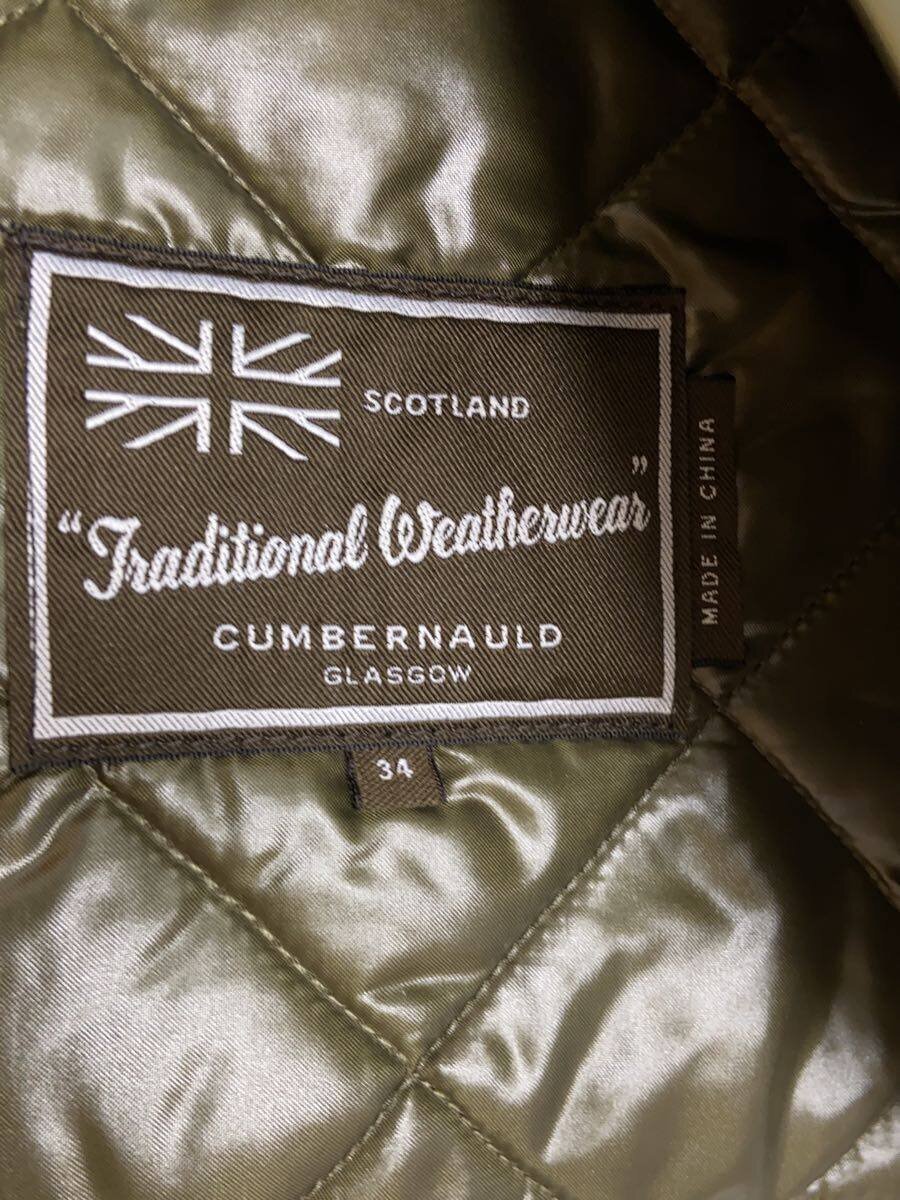 SCOTLAND
"Traditional Weatherwear"
CUMBERNAULD
GLASGOW
34
MADE IN CHINA